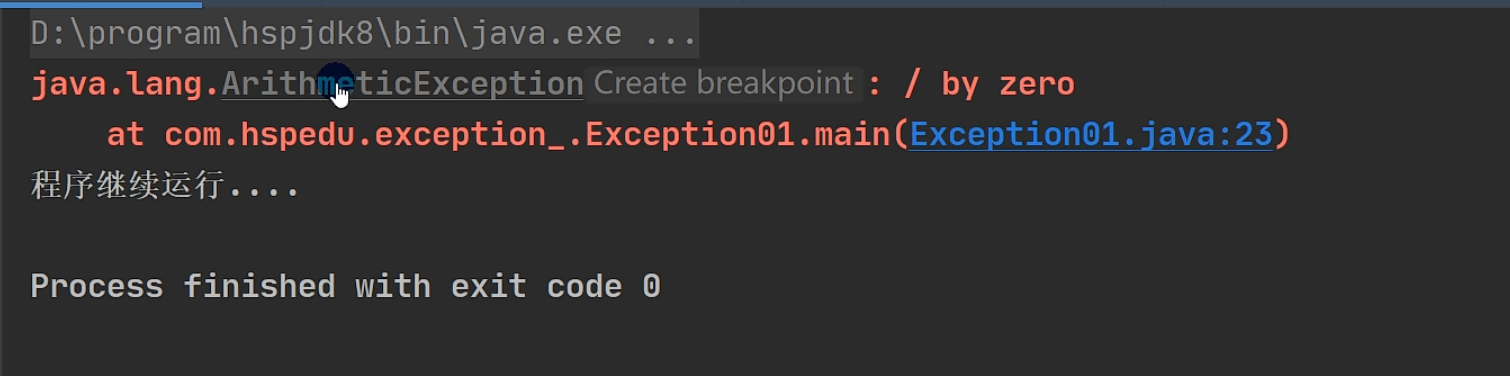 D:\program\hspjdk8\bin\java.exe ...
java.lang.ArithmeticException Create breakpoint : / by zero
at com.hspedu.exception_.Exception01.main(Exception01.java:23)
程序继续运行....
Process finished with exit code 0